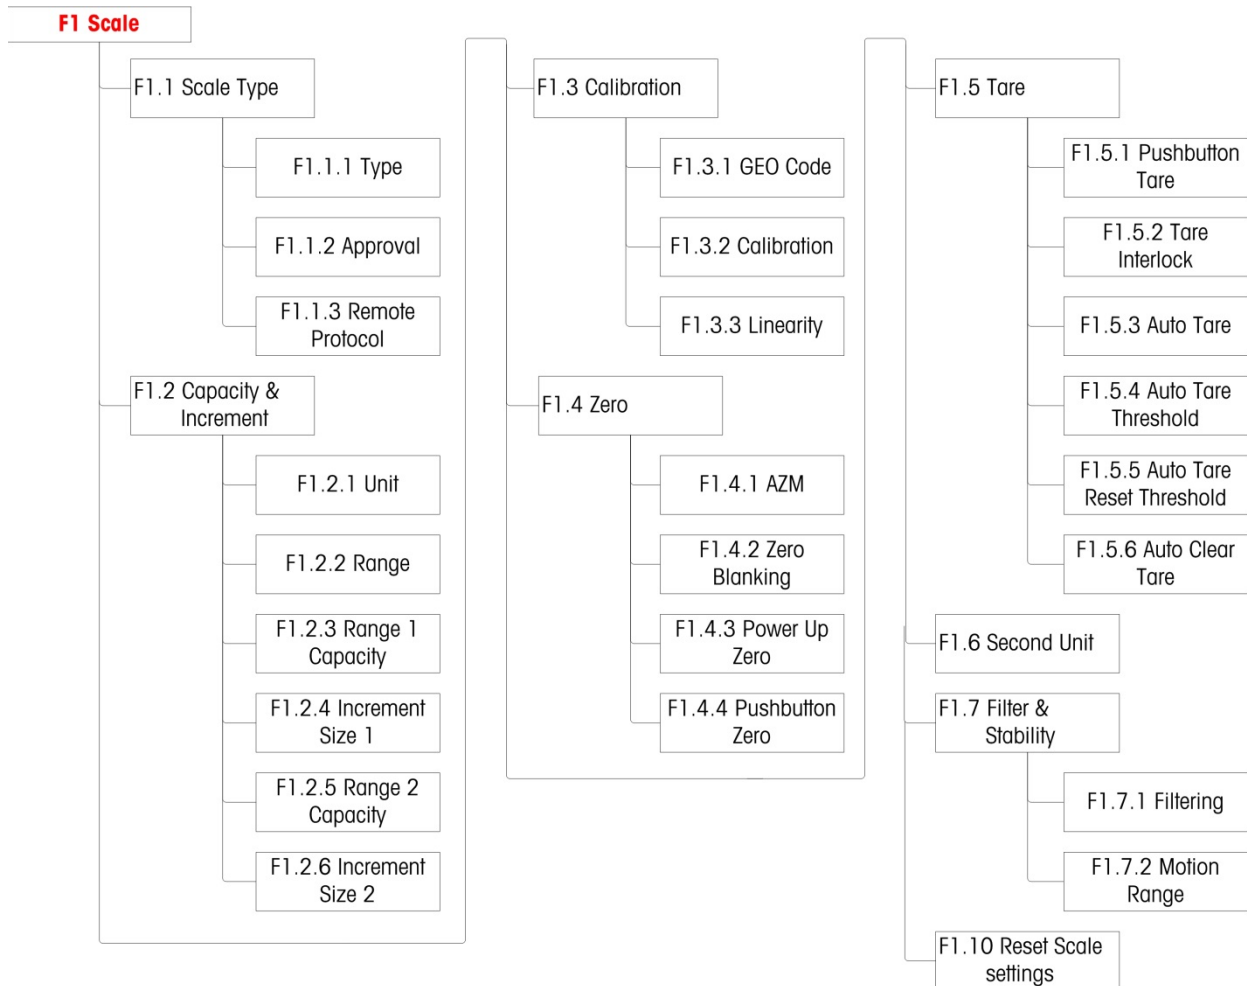 F1 Scale
F1.1 Scale Type
F1.1.1 Type
F1.1.2 Approval
F1.1.3 Remote
Protocol
F1.2 Capacity &
Increment
F1.2.1 Unit
F1.2.2 Range
F1.2.3 Range 1
Capacity
F1.2.4 Increment
Size 1
F1.2.5 Range 2
Capacity
F1.2.6 Increment
Size 2
F1.3 Calibration
F1.3.1 GEO Code
F1.3.2 Calibration
F1.3.3 Linearity
F1.4 Zero
F1.4.1 AZM
F1.4.2 Zero
Blanking
F1.4.3 Power Up
Zero
F1.4.4 Pushbutton
Zero
F1.5 Tare
F1.5.1 Pushbutton
Tare
F1.5.2 Tare
Interlock
F1.5.3 Auto Tare
F1.5.4 Auto Tare
Threshold
F1.5.5 Auto Tare
Reset Threshold
F1.5.6 Auto Clear
Tare
F1.6 Second Unit
F1.7 Filter &
Stability
F1.7.1 Filtering
F1.7.2 Motion
Range
F1.10 Reset Scale
settings